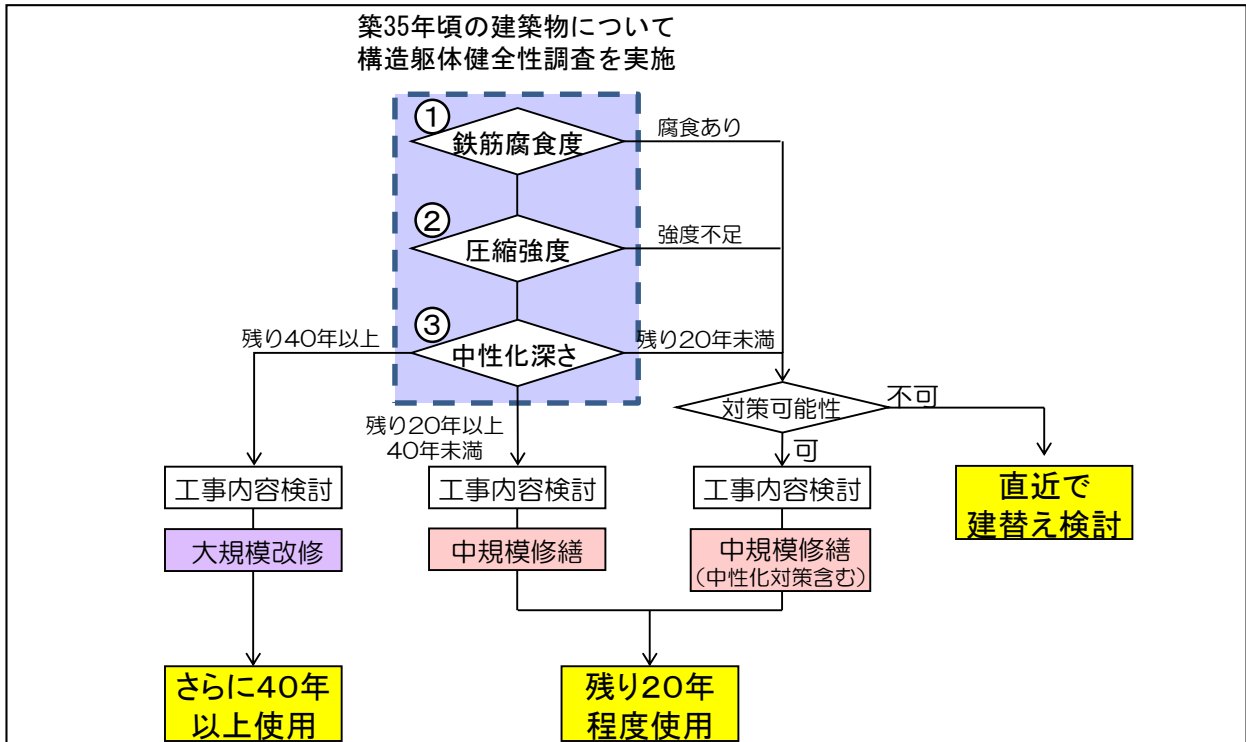 築35年頃の建築物について
構造躯体健全性調査を実施
①
鉄筋腐食度
腐食あり
②
圧縮強度
強度不足
③
中性化深さ
残り40年以上
残り20年未満
残り20年以上
40年未満
対策可能性
不可
可
工事内容検討
工事内容検討
工事内容検討
直近で
建替え検討
大規模改修
中規模修繕
中規模修繕
（中性化対策含む）
さらに40年
以上使用
残り20年
程度使用